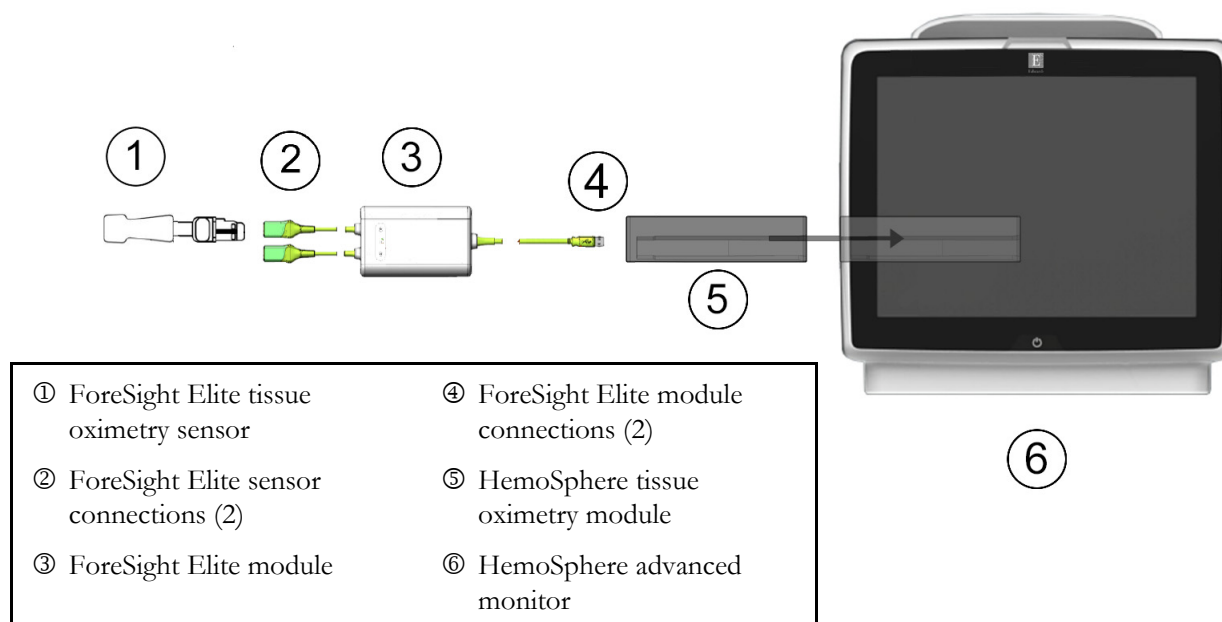 1
2
3
4
5
6
E
① ForeSight Elite tissue
oximetry sensor
② ForeSight Elite sensor
connections (2)
③ ForeSight Elite module
④ ForeSight Elite module
connections (2)
⑤ HemoSphere tissue
oximetry module
⑥ HemoSphere advanced
monitor